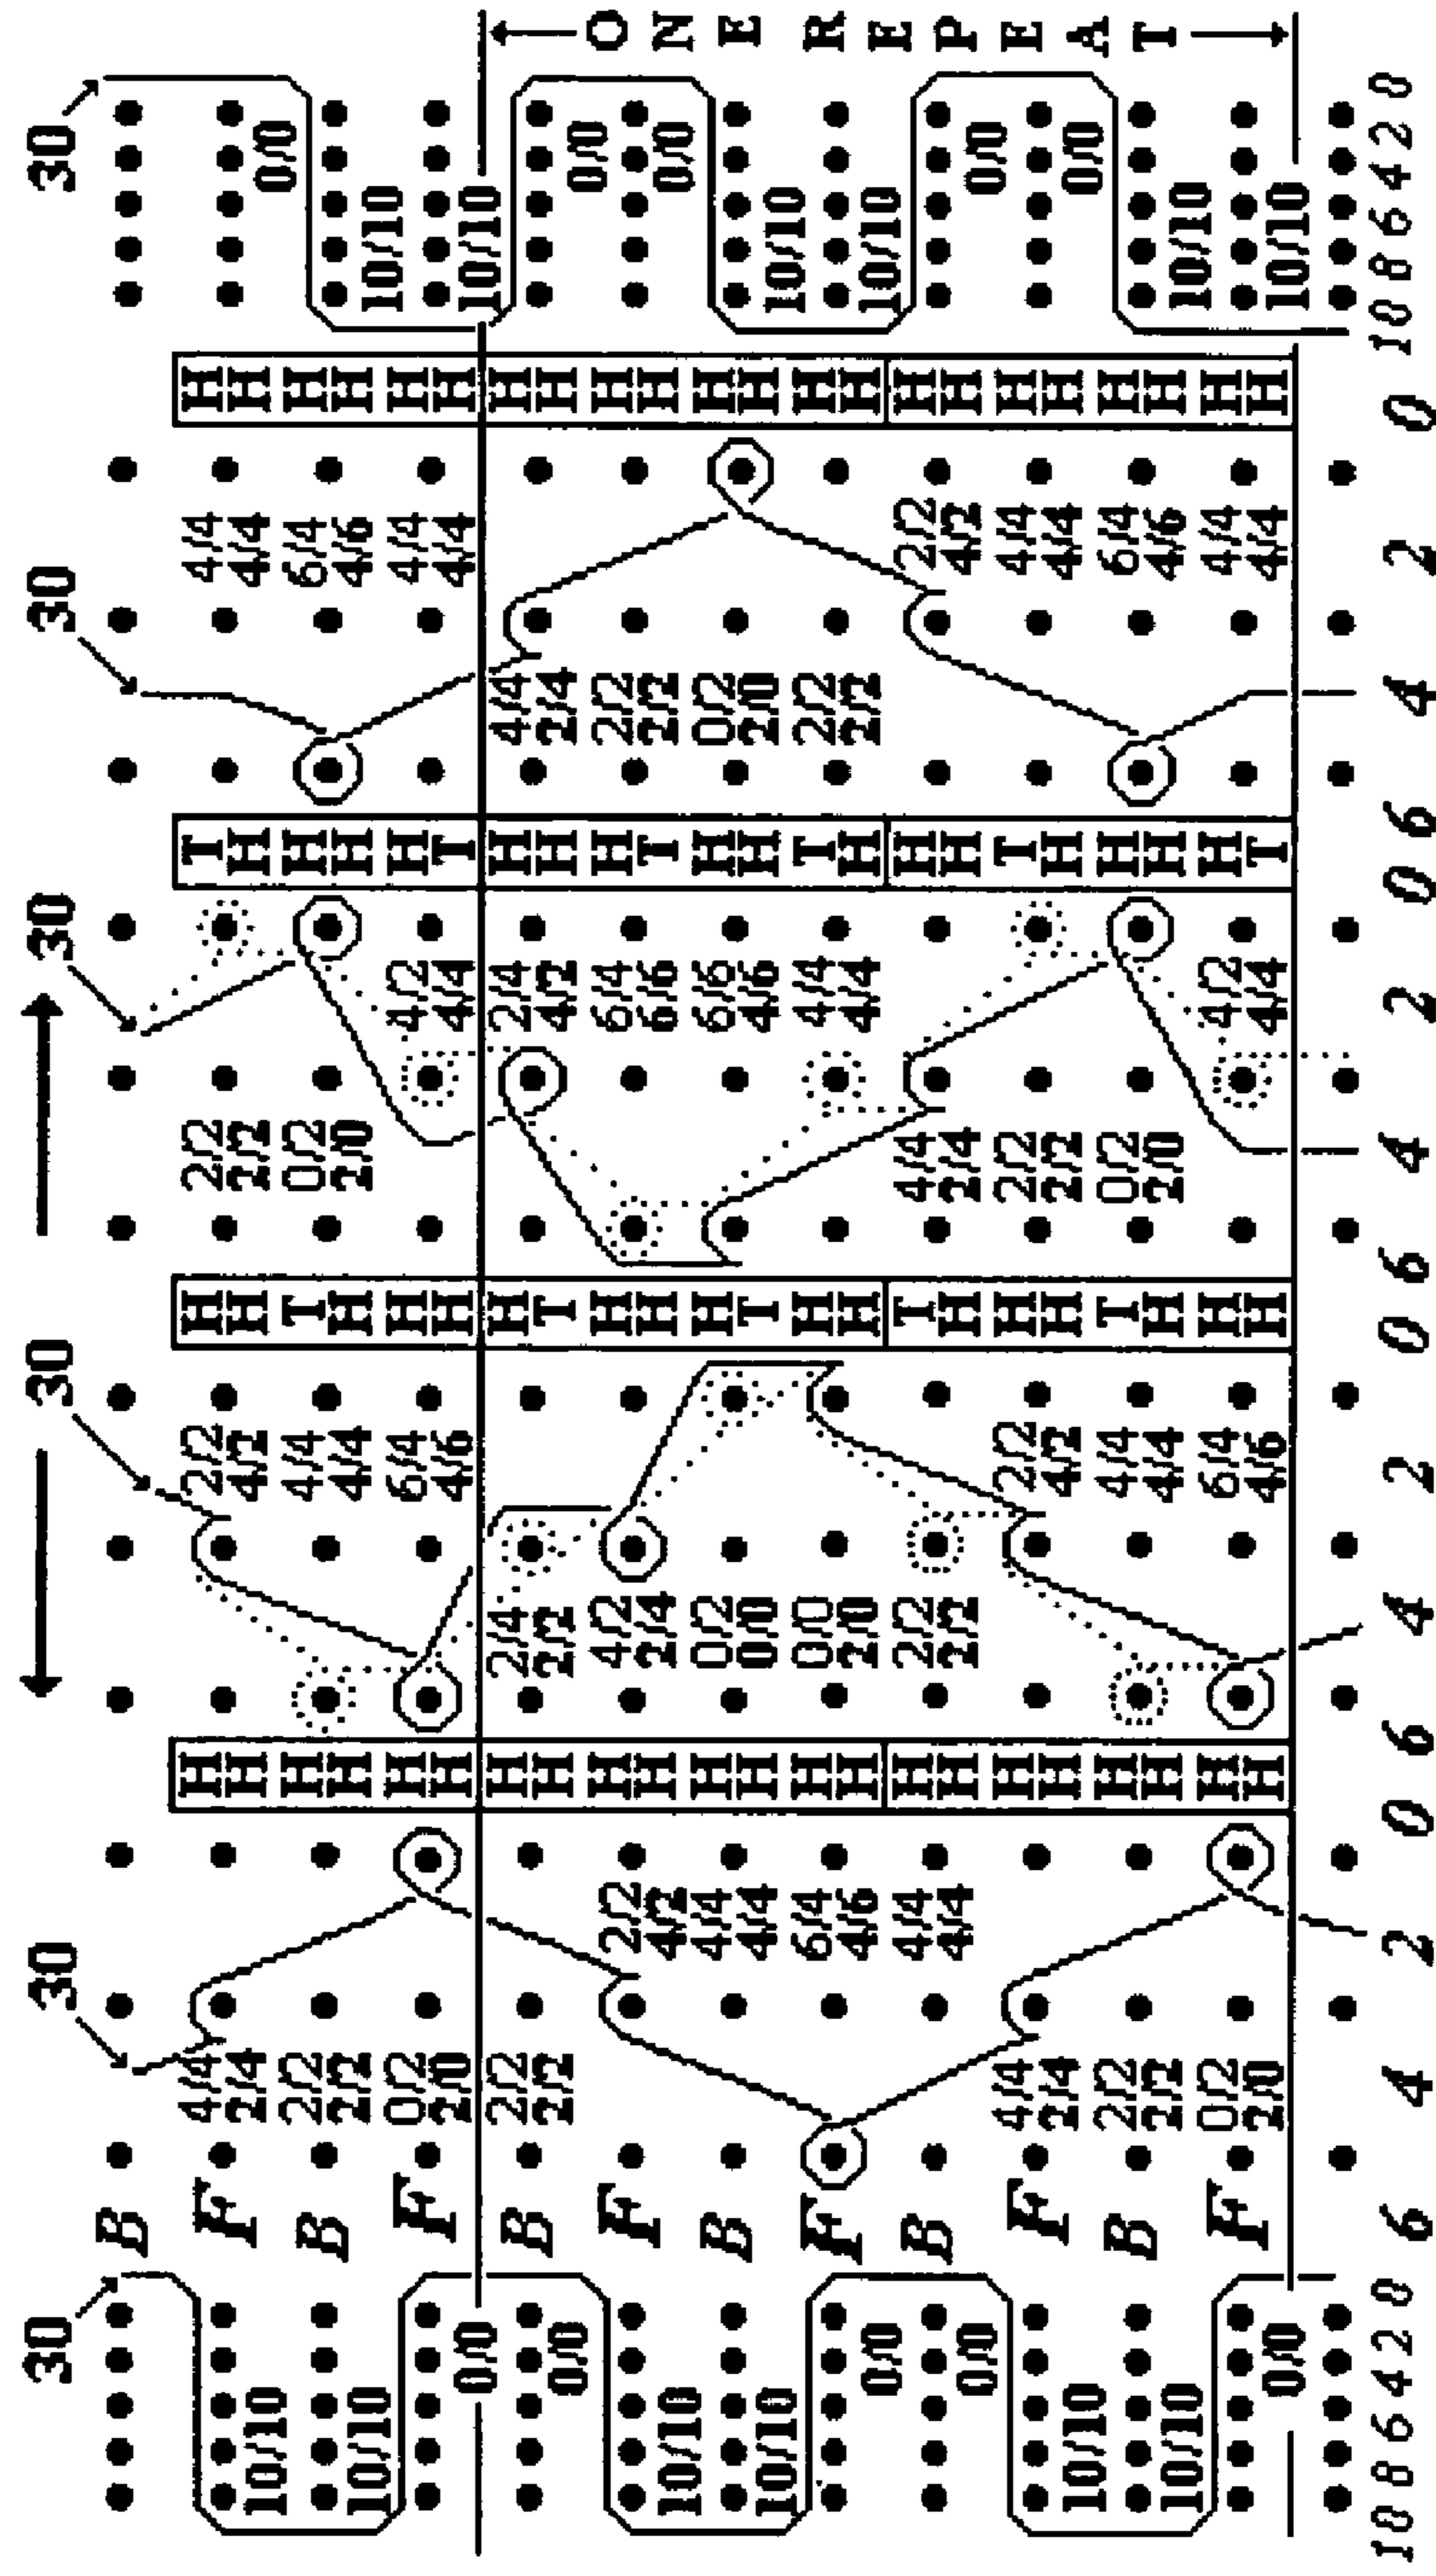 30 30 30 30 30 30
B
F 4/4 H 2/2 H 2/2 T 4/4 H
10/10 2/4 H 4/2 H 2/2 H 4/4 H 0/0
B 2/2 H 4/4 T 0/2 H 6/4 H
10/10 2/2 H 4/4 H 2/0 H 4/6 H 10/10
F 0/2 H 6/4 H 4/2 H 4/4 H
0/0 2/0 H 4/6 H 4/4 T 4/4 H 10/10
B 2/2 H 2/4 H 2/4 H 4/4 H
0/0 2/2 H 2/2 T 4/2 H 2/4 H 0/0
F 2/2 H 4/2 H 6/4 H 2/2 H
10/10 4/2 H 2/4 H 6/6 T 2/2 H 0/0
B 4/4 H 0/2 H 6/6 H 0/2 H
10/10 4/4 H 0/0 T 4/6 H 2/0 H 10/10
F 6/4 H 0/0 H 4/4 T 2/2 H
0/0 4/6 H 2/0 H 4/4 H 2/2 H 10/10
B 4/4 H 2/2 T 4/4 H 2/2 H
0/0 4/4 H 2/2 H 2/4 H 4/2 H 0/0
F 4/4 H 2/2 H 2/2 T 4/4 H
10/10 2/4 H 4/2 H 2/2 H 4/4 H 0/0
B 2/2 H 4/4 T 0/2 H 6/4 H
10/10 2/2 H 4/4 H 2/0 H 4/6 H 10/10
F 0/2 H 6/4 H 4/2 H 4/4 H
0/0 2/0 H 4/6 H 4/4 T 4/4 H 10/10
ONE REPEAT
10 8 6 4 2 0 6 4 2 0 6 4 2 0 6 4 2 0 6 4 2 0 10 8 6 4 2 0